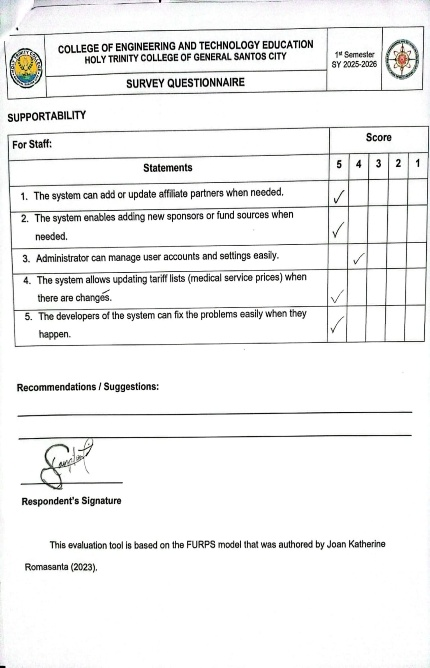 COLLEGE OF ENGINEERING AND TECHNOLOGY EDUCATION
HOLY TRINITY COLLEGE OF GENERAL SANTOS CITY
1st Semester
SY 2025-2026
SURVEY QUESTIONNAIRE
SUPPORTABILITY
For Staff:
Score
Statements
5 4 3 2 1
1. The system can add or update affiliate partners when needed. ✓
2. The system enables adding new sponsors or fund sources when
needed. ✓
3. Administrator can manage user accounts and settings easily. ✓
4. The system allows updating tariff lists (medical service prices) when
there are changes. ✓
5. The developers of the system can fix the problems easily when they
happen. ✓
Recommendations / Suggestions:
Respondent's Signature
This evaluation tool is based on the FURPS model that was authored by Joan Katherine
Romasanta (2023).